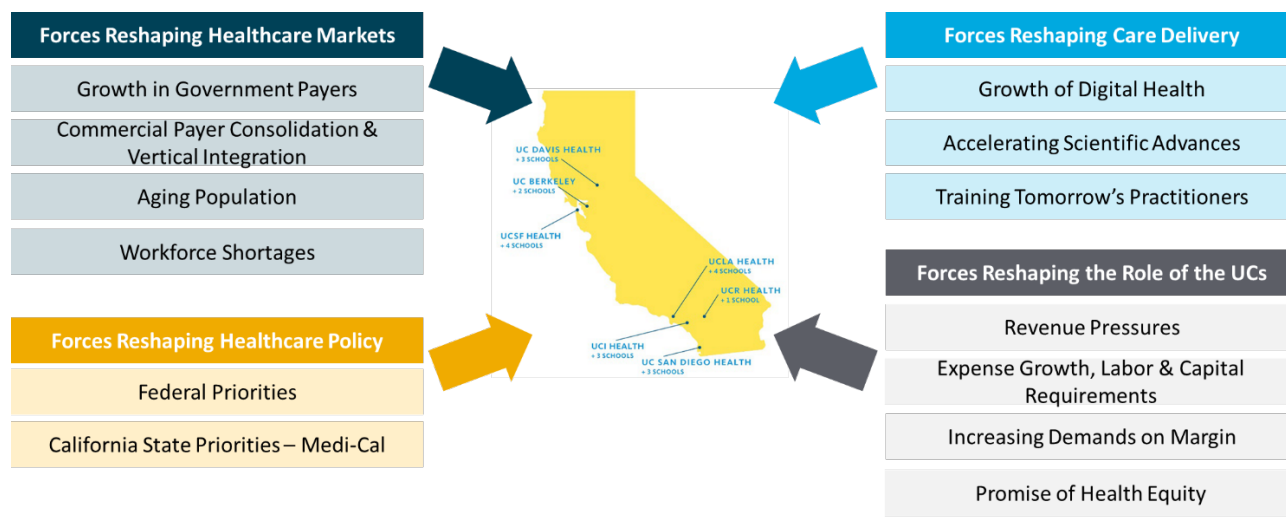 Forces Reshaping Healthcare Markets
Growth in Government Payers
Commercial Payer Consolidation &
Vertical Integration
Aging Population
Workforce Shortages
Forces Reshaping Healthcare Policy
Federal Priorities
California State Priorities – Medi-Cal
UC DAVIS HEALTH
+ 3 SCHOOLS
UC BERKELEY
+ 2 SCHOOLS
UCSF HEALTH
+ 4 SCHOOLS
UCLA HEALTH
+ 4 SCHOOLS
UCR HEALTH
+ 1 SCHOOL
UCI HEALTH
+ 3 SCHOOLS
UC SAN DIEGO HEALTH
+ 3 SCHOOLS
Forces Reshaping Care Delivery
Growth of Digital Health
Accelerating Scientific Advances
Training Tomorrow’s Practitioners
Forces Reshaping the Role of the UCs
Revenue Pressures
Expense Growth, Labor & Capital
Requirements
Increasing Demands on Margin
Promise of Health Equity